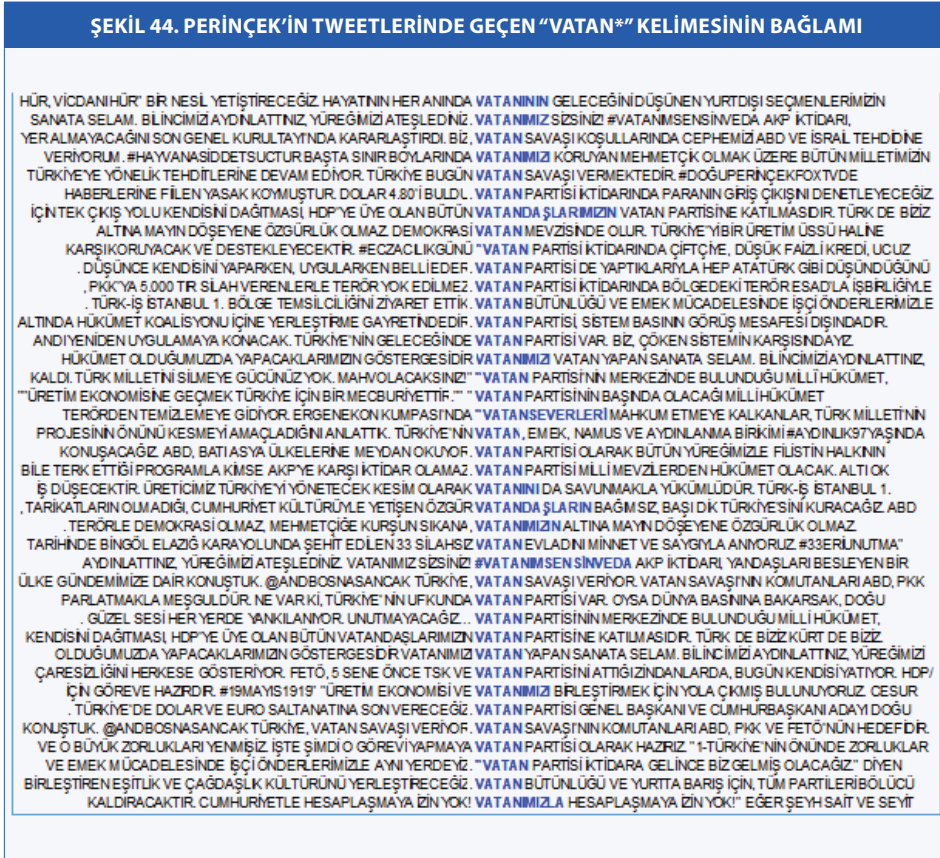 ŞEKİL 44. PERİNÇEK'İN TWEETLERİNDE GEÇEN "VATAN*" KELİMESİNİN BAĞLAMI
HÜR, VİCDANI HÜR" BİR NESİL YETİŞTİRECEĞİZ. HAYATININ HER ANINDA VATANININ GELECEĞİNİ DÜŞÜNEN YURTDIŞI SEÇMENLERİMİZİN
SANATA SELAM. BİLİNCİMİZİ AYDINLATTINIZ, YÜREĞİMİZİ ATEŞLEDİNİZ. VATANIMIZ SİZSİNİZ! #VATANIMSENSİNVEDA AKP İKTİDARI,
YER ALMAYACAĞINI SON GENEL KURULTAYI'NDA KARARLAŞTIRDI. BİZ, VATAN SAVAŞI KOŞULLARINDA CEPHEMİZİ ABD VE İSRAİL TEHDİDİNE
VERİYORUM. #HAYVANASİDDETSUCTUR BAŞTA SINIR BOYLARINDA VATANIMIZI KORUYAN MEHMETÇİK OLMAK ÜZERE BÜTÜN MİLLETİMİZİN
TÜRKİYE'YE YÖNELİK TEHDİTLERİNE DEVAM EDİYOR. TÜRKİYE BUGÜN VATAN SAVAŞI VERMEKTEDİR. #DOĞUPERİNÇEKFOXTVDE
HABERLERİNE FİİLEN YASAK KOYMUŞTUR. DOLAR 4.80'İ BULDU. VATAN PARTİSİ İKTİDARINDA PARANIN GİRİŞ ÇIKIŞINI DENETLEYECEĞİZ.
İÇİN TEK ÇIKIŞ YOLU KENDİSİNİ DAĞITMASI, HDP'YE ÜYE OLAN BÜTÜN VATANDAŞLARIMIZIN VATAN PARTİSİNE KATILMASIDIR. TÜRK DE BİZİZ
ALTINA MAYIN DÖŞEYENE ÖZGÜRLÜK OLMAZ. DEMOKRASİ VATAN MEVZİSİNDE OLUR. TÜRKİYE'Yİ BİR ÜRETİM ÜSSÜ HALİNE
KARŞI KORUYACAK VE DESTEKLEYECEKTİR. #ECZACILIKGÜNÜ "VATAN PARTİSİ İKTİDARINDA ÇİFTÇİYE, DÜŞÜK FAİZLİ KREDİ, UCUZ
. DÜŞÜNCE KENDİSİNİ YAPARKEN, UYGULARKEN BELLİ EDER. VATAN PARTİSİ DE YAPTIKLARIYLA HEP ATATÜRK GİBİ DÜŞÜNDÜĞÜNÜ
, PKK'YA 5.000 TIR SİLAH VERENLERLE TERÖR YOK EDİLMEZ. VATAN PARTİSİ İKTİDARINDA BÖLGEDEKİ TERÖR ESAD'LA İŞBİRLİĞİYLE
. TÜRK-İŞ İSTANBUL 1. BÖLGE TEMSİLCİLİĞİNİ ZİYARET ETTİK. VATAN BÜTÜNLÜĞÜ VE EMEK MÜCADELESİNDE İŞÇİ ÖNDERLERİMİZLE
ALTINDA HÜKÜMET KOALİSYONU İÇİNE YERLEŞTİRME GAYRETİNDEDİR. VATAN PARTİSİ, SİSTEM BASININ GÖRÜŞ MESAFESİ DIŞINDADIR.
ANDI YENİDEN UYGULAMAYA KONACAK. TÜRKİYE'NİN GELECEĞİNDE VATAN PARTİSİ VAR. BİZ, ÇÖKEN SİSTEMİN KARŞISINDAYIZ.
HÜKÜMET OLDUĞUMUZDA YAPACAKLARIMIZIN GÖSTERGESİDİR VATANIMIZI VATAN YAPAN SANATA SELAM. BİLİNCİMİZİ AYDINLATTINIZ,
KALDI. TÜRK MİLLETİNİ SİLMEYE GÜCÜNÜZ YOK. MAHVOLACAKSINIZ!" "VATAN PARTİSİ'NİN MERKEZİNDE BULUNDUĞU MİLLİ HÜKÜMET,
""ÜRETİM EKONOMİSİNE GEÇMEK TÜRKİYE İÇİN BİR MECBURİYETTİR."" " VATAN PARTİSİNİN BAŞINDA OLACAĞI MİLLİ HÜKÜMET
TERÖRDEN TEMİZLEMEYE GİDİYOR. ERGENEKON KUMPASI'NDA "VATANSEVERLERİ MAHKUM ETMEYE KALKANLAR, TÜRK MİLLETİ'NİN
PROJESİNİN ÖNÜNÜ KESMEYİ AMAÇLADIĞINI ANLATTIK. TÜRKİYE'NİN VATAN, EMEK, NAMUS VE AYDINLANMA BİRİKİMİ #AYDINLIK97YAŞINDA
KONUŞACAĞIZ. ABD, BATI ASYA ÜLKELERİNE MEYDAN OKUYOR. VATAN PARTİSİ OLARAK BÜTÜN YÜREĞİMİZLE FİLİSTİN HALKININ
BİLE TERK ETTİĞİ PROGRAMLA KİMSE AKP'YE KARŞI İKTİDAR OLAMAZ. VATAN PARTİSİ MİLLİ MEVZİLERDEN HÜKÜMET OLACAK. ALTI OK
İŞ DÜŞECEKTİR. ÜRETİCİMİZ TÜRKİYE'Yİ YÖNETECEK KESİM OLARAK VATANINI DA SAVUNMAKLA YÜKÜMLÜDÜR. TÜRK-İŞ İSTANBUL 1.
, TARİKATLARIN OLMADIĞI, CUMHURİYET KÜLTÜRÜYLE YETİŞEN ÖZGÜR VATANDAŞLARIN BAĞIMSIZ, BAŞI DİK TÜRKİYE'SİNİ KURACAĞIZ. ABD
. TERÖRLE DEMOKRASİ OLMAZ, MEHMETÇİĞE KURŞUN SIKANA, VATANIMIZIN ALTINA MAYIN DÖŞEYENE ÖZGÜRLÜK OLMAZ.
TARİHİNDE BİNGÖL ELAZIĞ KARAYOLUNDA ŞEHİT EDİLEN 33 SİLAHSIZ VATAN EVLADINI MİNNET VE SAYGIYLA ANIYORUZ. #33ERİUNUTMA"
AYDINLATTINIZ, YÜREĞİMİZİ ATEŞLEDİNİZ. VATANIMIZ SİZSİNİZ! #VATANIMSENSİNVEDA AKP İKTİDARI, YANDAŞLARI BESLEYEN BİR
ÜLKE GÜNDEMİMİZE DAİR KONUŞTUK. @ANDBOSNASANCAK TÜRKİYE, VATAN SAVAŞI VERİYOR. VATAN SAVAŞI'NIN KOMUTANLARI ABD, PKK
PARLATMAKLA MEŞGULDÜR. NE VAR Kİ, TÜRKİYE'NİN UFKUNDA VATAN PARTİSİ VAR. OYSA DÜNYA BASININA BAKARSAK, DOĞU
. GÜZEL SESİ HER YERDE YANKILANIYOR. UNUTMAYACAĞIZ... VATAN PARTİSİNİN MERKEZİNDE BULUNDUĞU MİLLİ HÜKÜMET,
KENDİSİNİ DAĞITMASI, HDP'YE ÜYE OLAN BÜTÜN VATANDAŞLARIMIZIN VATAN PARTİSİNE KATILMASIDIR. TÜRK DE BİZİZ KÜRT DE BİZİZ.
OLDUĞUMUZDA YAPACAKLARIMIZIN GÖSTERGESİDİR VATANIMIZI VATAN YAPAN SANATA SELAM. BİLİNCİMİZİ AYDINLATTINIZ, YÜREĞİMİZİ
ÇARESİZLİĞİNİ HERKESE GÖSTERİYOR. FETÖ, 5 SENE ÖNCE TSK VE VATAN PARTİSİNİ ATTIĞI ZINDANLARDA, BUGÜN KENDİSİ YATIYOR. HDP/
İÇİN GÖREVE HAZIRDIR. #19MAYIS1919" "ÜRETİM EKONOMİSİ VE VATANIMIZI BİRLEŞTİRMEK İÇİN YOLA ÇIKMIŞ BULUNUYORUZ. CESUR
. TÜRKİYE'DE DOLAR VE EURO SALTANATINA SON VERECEĞİZ. VATAN PARTİSİ GENEL BAŞKANI VE CUMHURBAŞKANI ADAYI DOĞU
KONUŞTUK. @ANDBOSNASANCAK TÜRKİYE, VATAN SAVAŞI VERİYOR. VATAN SAVAŞI'NIN KOMUTANLARI ABD, PKK VE FETÖ'NÜN HEDEFİDİR.
VE O BÜYÜK ZORLUKLARI YENMİŞİZ. İŞTE ŞİMDİ O GÖREVİ YAPMAYA VATAN PARTİSİ OLARAK HAZIRIZ. "1-TÜRKİYE'NİN ÖNÜNDE ZORLUKLAR
VE EMEK MÜCADELESİNDE İŞÇİ ÖNDERLERİMİZLE AYNI YERDEYİZ. "VATAN PARTİSİ İKTİDARA GELİNCE BİZ GELMİŞ OLACAĞIZ." DİYEN
BİRLEŞTİREN EŞİTLİK VE ÇAĞDAŞLIK KÜLTÜRÜNÜ YERLEŞTİRECEĞİZ. VATAN BÜTÜNLÜĞÜ VE YURTTA BARIŞ İÇİN, TÜM PARTİLERİ BÖLÜCÜ
KALDIRACAKTIR. CUMHURİYETLE HESAPLAŞMAYA İZİN YOK! VATANIMIZLA HESAPLAŞMAYA İZİN YOK!" EĞER ŞEYH SAİT VE SEYİT